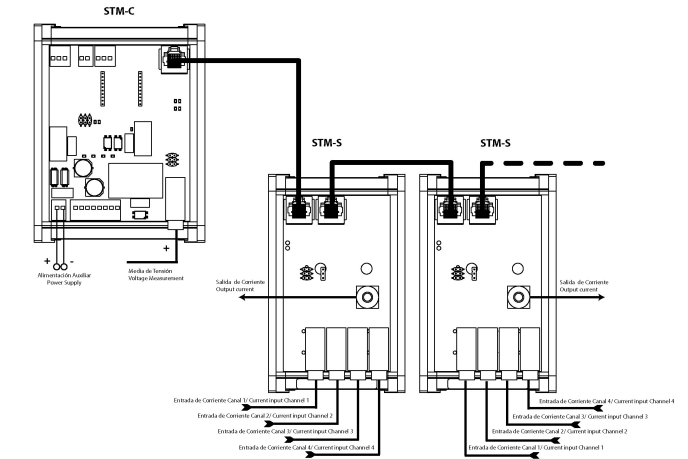 STM-C
STM-S
STM-S
+
-
Alimentación Auxiliar
Power Supply
+
Media de Tensión
Voltage Measurement
Salida de Corriente
Output current
Salida de Corriente
Output current
Entrada de Corriente Canal 1/ Current input Channel 1
Entrada de Corriente Canal 2/ Current input Channel 2
Entrada de Corriente Canal 3/ Current input Channel 3
Entrada de Corriente Canal 4/ Current input Channel 4
Entrada de Corriente Canal 4/ Current input Channel 4
Entrada de Corriente Canal 3/ Current input Channel 3
Entrada de Corriente Canal 2/ Current input Channel 2
Entrada de Corriente Canal 1/ Current input Channel 1